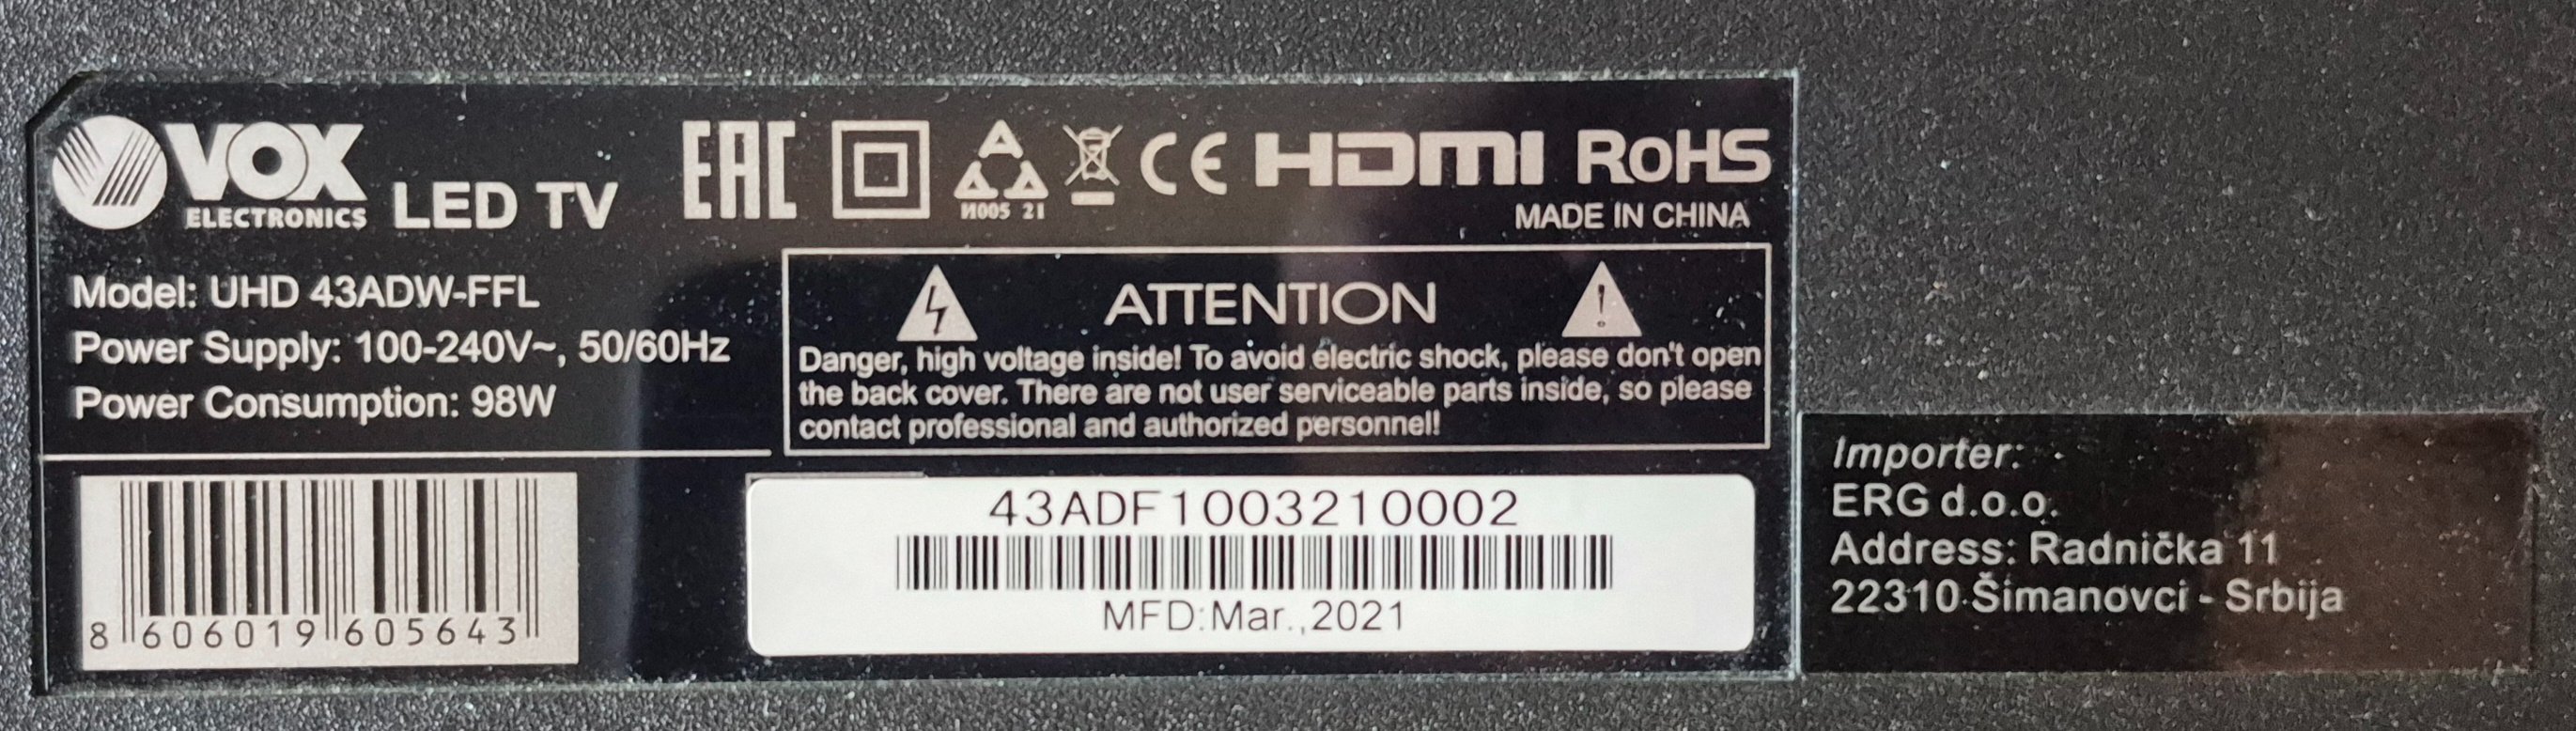 VOX
ELECTRONICS
LED TV
EAC
CE
HDMI
RoHS
И005 21
MADE IN CHINA
Model: UHD 43ADW-FFL
Power Supply: 100-240V~, 50/60Hz
Power Consumption: 98W
ATTENTION
Danger, high voltage inside! To avoid electric shock, please don't open
the back cover. There are not user serviceable parts inside, so please
contact professional and authorized personnel!
8 606019 605643
43ADF1003210002
MFD:Mar.,2021
Importer:
ERG d.o.o.
Address: Radnička 11
22310 Šimanovci - Srbija